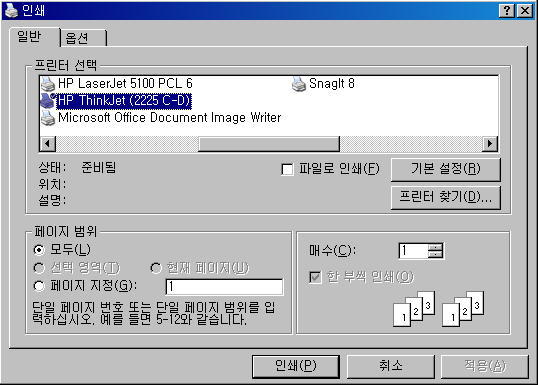 인쇄
일반 옵션
프린터 선택
HP LaserJet 5100 PCL 6 SnagIt 8
HP ThinkJet (2225 C-D)
Microsoft Office Document Image Writer
상태: 준비됨 파일로 인쇄(F) 기본 설정(R)
위치:
설명: 프린터 찾기(D)...
페이지 범위
모두(L) 매수(C): 1
선택 영역(T) 현재 페이지(U) 한 부씩 인쇄(O)
페이지 지정(G): 1
단일 페이지 번호 또는 단일 페이지 범위를 입
력하십시오. 예를 들면 5-12와 같습니다.
1 2 3 1 2 3
인쇄(P) 취소 적용(A)